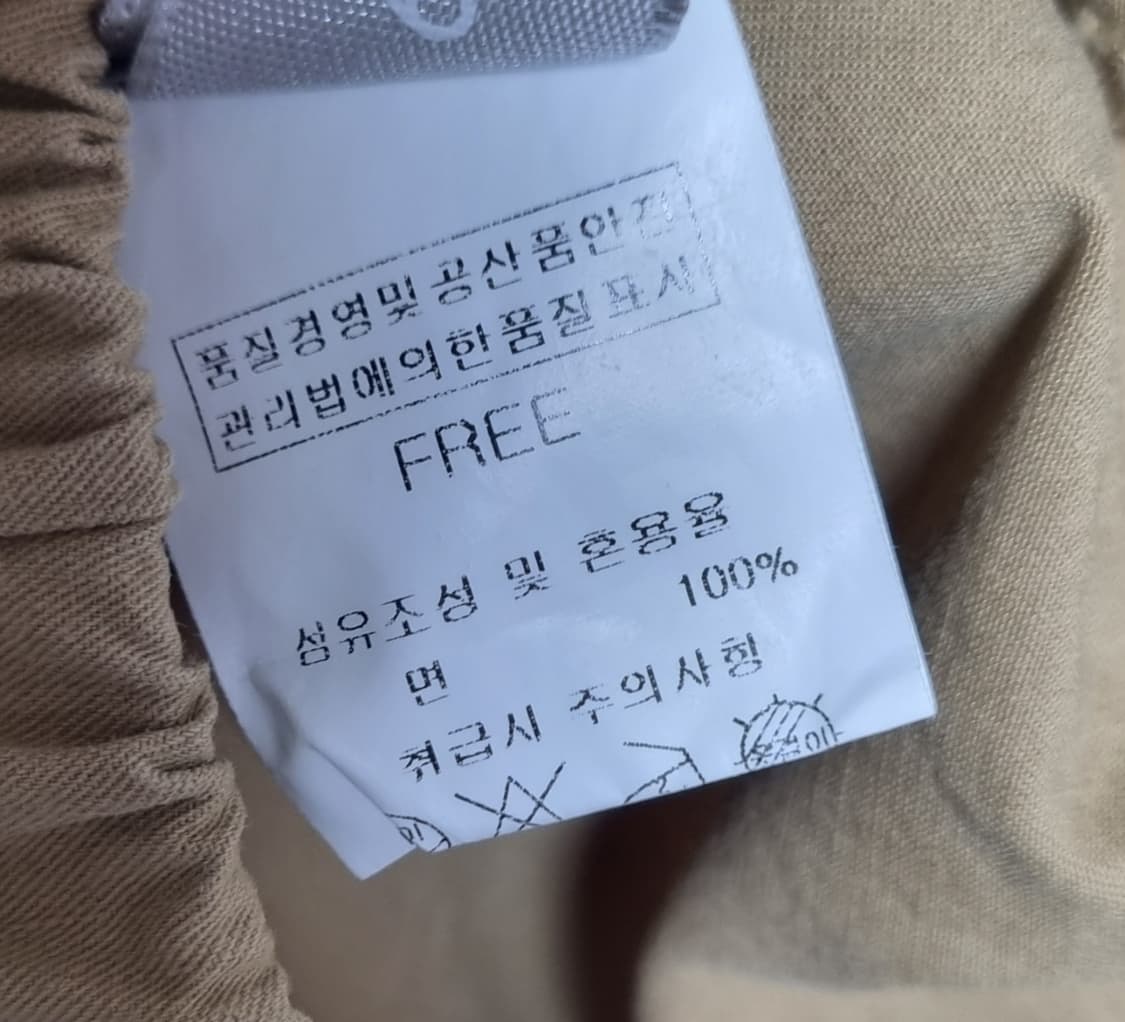 품질경영및공산품안전
관리법에의한품질표시
FREE
섬유조성 및 혼용율
100%
면
취급시 주의사항